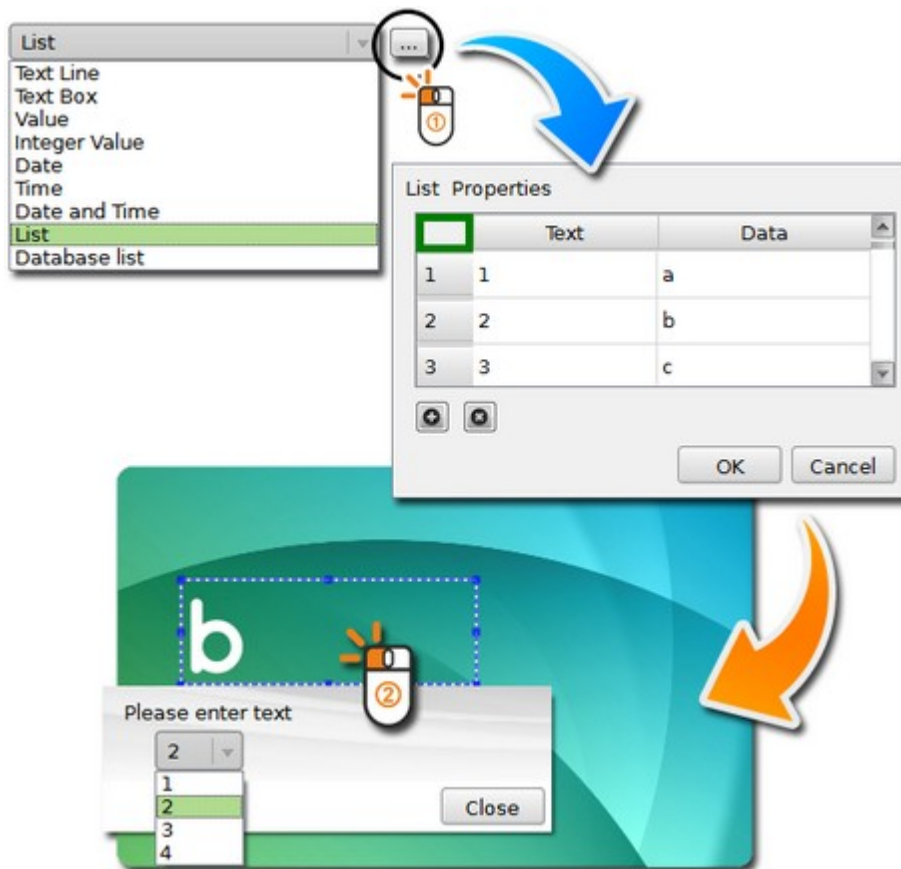 List ...
Text Line
Text Box
Value
Integer Value
Date
Time
Date and Time
List
Database list
①
List Properties
Text Data
1 1 a
2 2 b
3 3 c
OK Cancel
b
②
Please enter text
2
1
2
3
4
Close